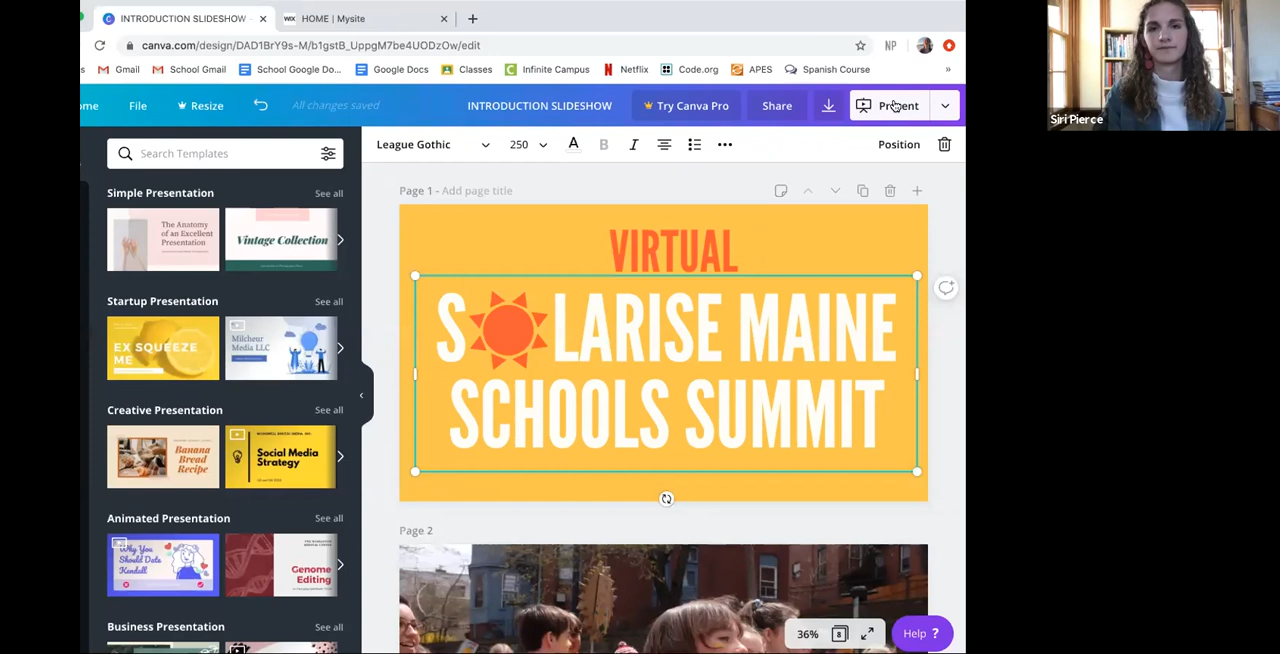 INTRODUCTION SLIDESHOW
WIX HOME | Mysite
canva.com/design/DAD1BrY9s-M/b1gstB_UppgM7be4UODzOw/edit
NP
s Gmail School Gmail School Google Do... Google Docs Classes Infinite Campus Netflix Code.org APES Spanish Course »
ome File Resize All changes saved INTRODUCTION SLIDESHOW Try Canva Pro Share Present
Siri Pierce
League Gothic 250 A B I Position
Search Templates
Page 1 - Add page title
Simple Presentation See all
The Anatomy
of an Excellent
Presentation
Vintage Collection
Startup Presentation See all
EX SQUEEZE
ME
Milcheur
Media LLC
Creative Presentation See all
Banana
Bread
Recipe
Social Media
Strategy
Animated Presentation See all
Why You
Should Date
Kendall
Genome
Editing
Business Presentation See all
VIRTUAL
S LARISE MAINE
SCHOOLS SUMMIT
Page 2
36% 8 Help ?